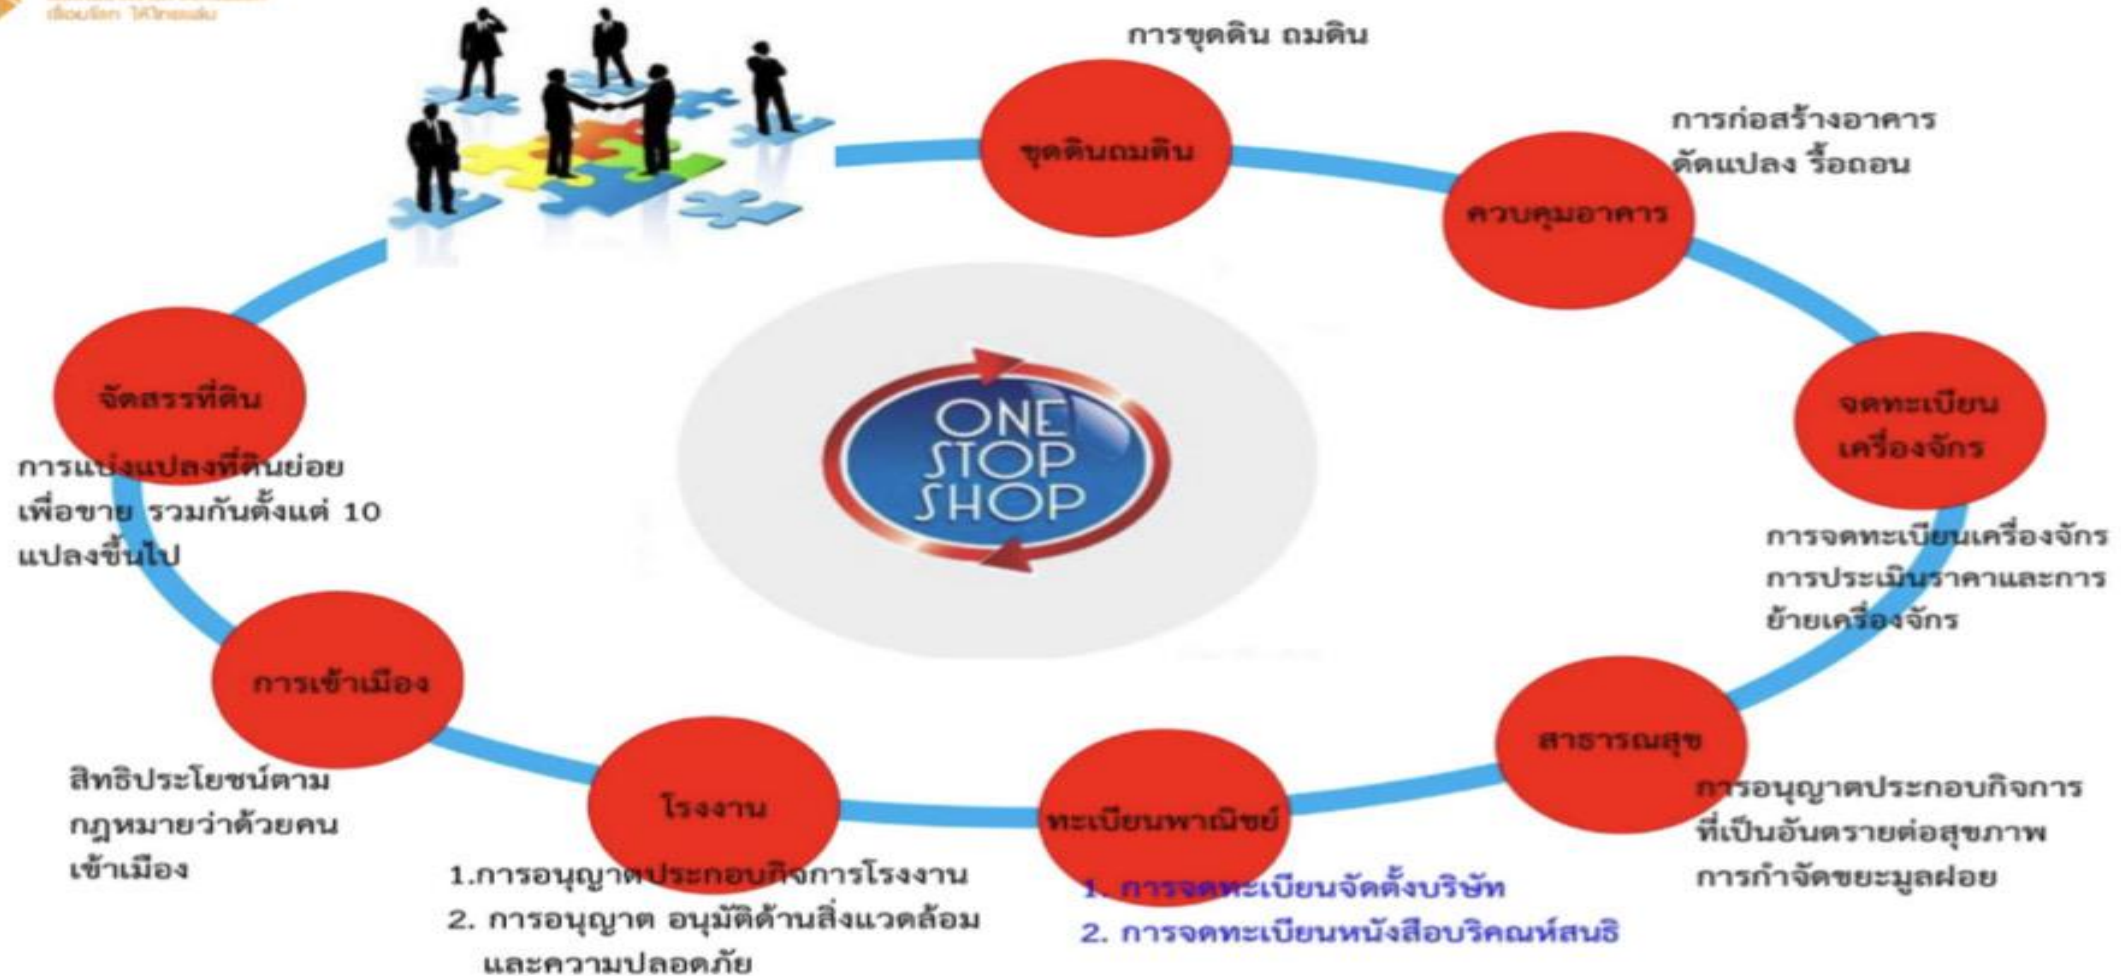 เชื่อมโลก ให้ไทยแล่น
การขุดดิน ถมดิน
ขุดดินถมดิน
การก่อสร้างอาคาร
ดัดแปลง รื้อถอน
ควบคุมอาคาร
จดทะเบียน
เครื่องจักร
การจดทะเบียนเครื่องจักร
การประเมินราคาและการ
ย้ายเครื่องจักร
สาธารณสุข
การอนุญาตประกอบกิจการ
ที่เป็นอันตรายต่อสุขภาพ
การกำจัดขยะมูลฝอย
ทะเบียนพาณิชย์
1. การจดทะเบียนจัดตั้งบริษัท
2. การจดทะเบียนหนังสือบริคณห์สนธิ
โรงงาน
1.การอนุญาตประกอบกิจการโรงงาน
2. การอนุญาต อนุมัติด้านสิ่งแวดล้อม
และความปลอดภัย
การเข้าเมือง
สิทธิประโยชน์ตาม
กฎหมายว่าด้วยคน
เข้าเมือง
จัดสรรที่ดิน
การแบ่งแปลงที่ดินย่อย
เพื่อขาย รวมกันตั้งแต่ 10
แปลงขึ้นไป
ONE
STOP
SHOP